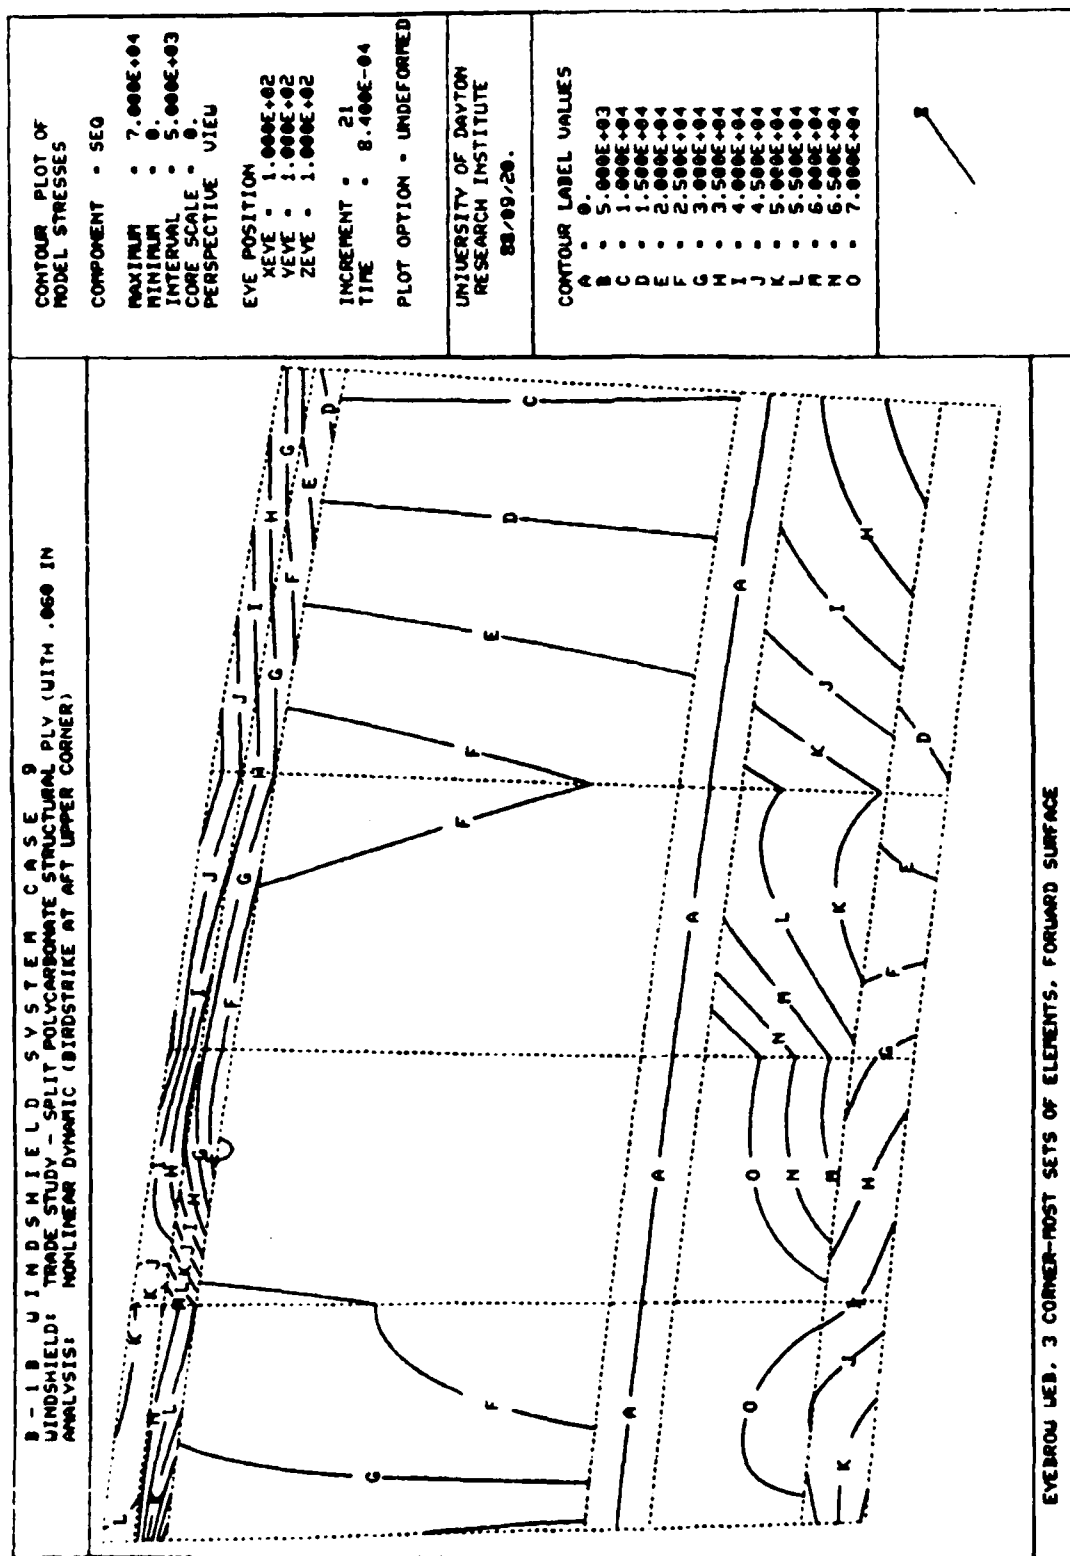 B - 1 B W I N D S H I E L D S Y S T E M C A S E 9
WINDSHIELD: TRADE STUDY - SPLIT POLYCARBONATE STRUCTURAL PLY (WITH .060 IN
ANALYSIS: NONLINEAR DYNAMIC (BIRDSTRIKE AT AFT UPPER CORNER)
CONTOUR PLOT OF
MODEL STRESSES
COMPONENT - SEQ
MAXIMUM - 7.000E+04
MINIMUM - 0.
INTERVAL - 5.000E+03
CORE SCALE - 0.
PERSPECTIVE VIEW
EYE POSITION
XEYE - 1.000E+02
YEYE - 1.000E+02
ZEYE - 1.000E+02
INCREMENT - 21
TIME - 8.400E-04
PLOT OPTION - UNDEFORMED
UNIVERSITY OF DAYTON
RESEARCH INSTITUTE
88/09/20.
CONTOUR LABEL VALUES
A - 0.
B - 5.000E+03
C - 1.000E+04
D - 1.500E+04
E - 2.000E+04
F - 2.500E+04
G - 3.000E+04
H - 3.500E+04
I - 4.000E+04
J - 4.500E+04
K - 5.000E+04
L - 5.500E+04
M - 6.000E+04
N - 6.500E+04
O - 7.000E+04
EYEBROW WEB, 3 CORNER-MOST SETS OF ELEMENTS, FORWARD SURFACE